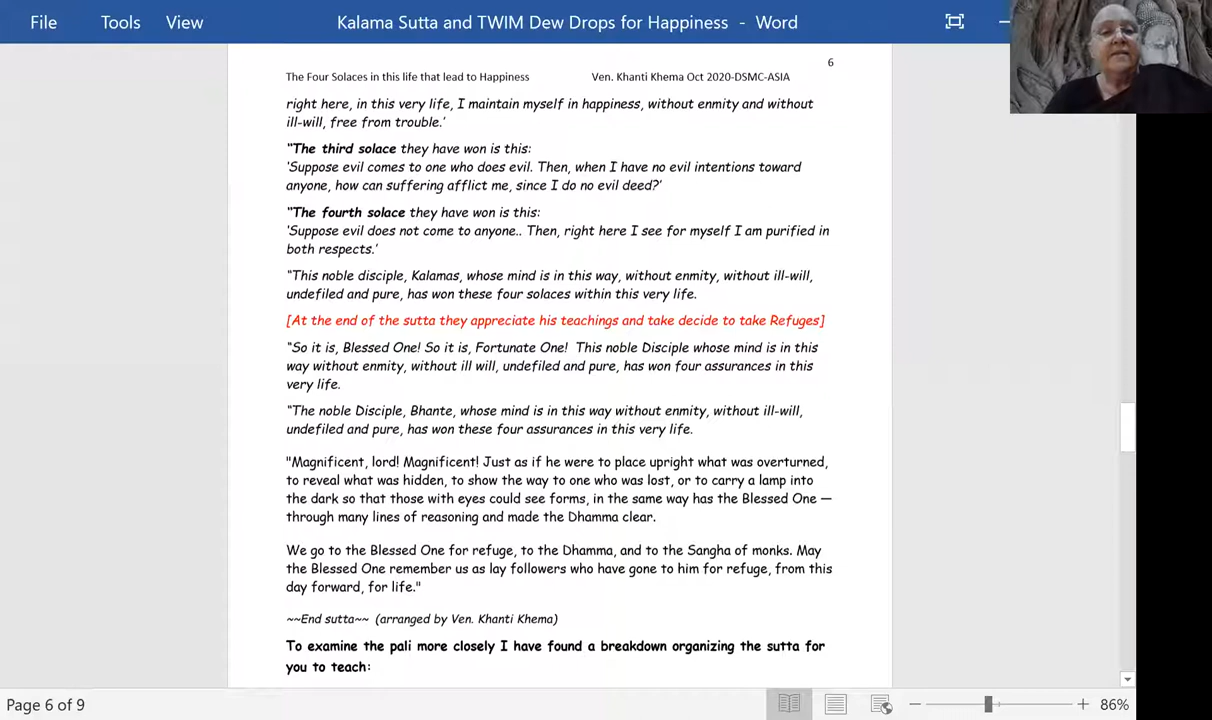 File Tools View Kalama Sutta and TWIM Dew Drops for Happiness - Word
6
The Four Solaces in this life that lead to Happiness Ven. Khanti Khema Oct 2020-DSMC-ASIA
right here, in this very life, I maintain myself in happiness, without enmity and without
ill-will, free from trouble.’
“The third solace they have won is this:
‘Suppose evil comes to one who does evil. Then, when I have no evil intentions toward
anyone, how can suffering afflict me, since I do no evil deed?’
“The fourth solace they have won is this:
‘Suppose evil does not come to anyone.. Then, right here I see for myself I am purified in
both respects.’
“This noble disciple, Kalamas, whose mind is in this way, without enmity, without ill-will,
undefiled and pure, has won these four solaces within this very life.
[At the end of the sutta they appreciate his teachings and take decide to take Refuges]
“So it is, Blessed One! So it is, Fortunate One! This noble Disciple whose mind is in this
way without enmity, without ill will, undefiled and pure, has won four assurances in this
very life.
“The noble Disciple, Bhante, whose mind is in this way without enmity, without ill-will,
undefiled and pure, has won these four assurances in this very life.
"Magnificent, lord! Magnificent! Just as if he were to place upright what was overturned,
to reveal what was hidden, to show the way to one who was lost, or to carry a lamp into
the dark so that those with eyes could see forms, in the same way has the Blessed One —
through many lines of reasoning and made the Dhamma clear.
We go to the Blessed One for refuge, to the Dhamma, and to the Sangha of monks. May
the Blessed One remember us as lay followers who have gone to him for refuge, from this
day forward, for life."
~~End sutta~~ (arranged by Ven. Khanti Khema)
To examine the pali more closely I have found a breakdown organizing the sutta for
you to teach:
Page 6 of 9 86%